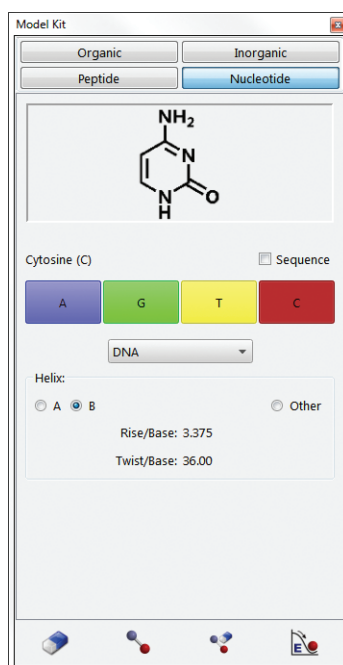 Model Kit
Organic Inorganic
Peptide Nucleotide
NH2
N
N O
H
Cytosine (C) Sequence
A G T C
DNA
Helix:
A B Other
Rise/Base: 3.375
Twist/Base: 36.00
E